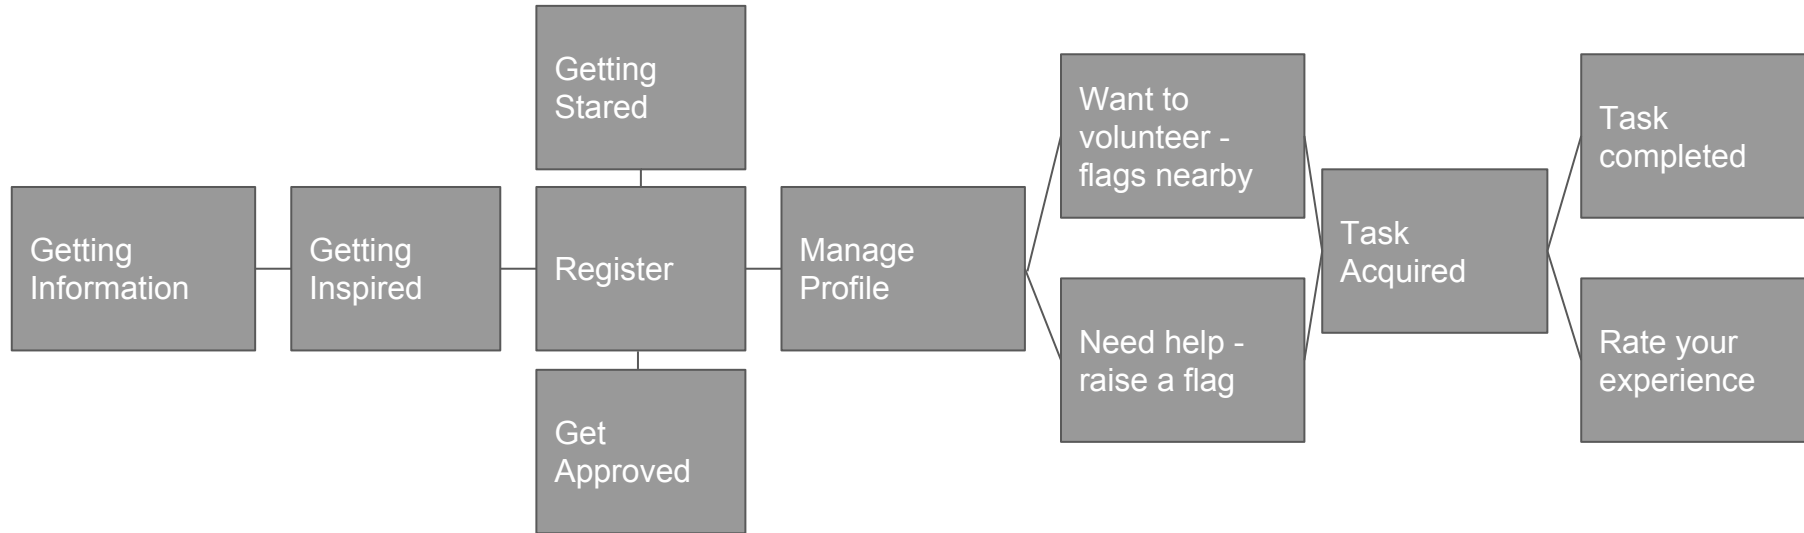 Getting
Information
Getting
Inspired
Getting
Stared
Register
Get
Approved
Manage
Profile
Want to
volunteer -
flags nearby
Need help -
raise a flag
Task
Acquired
Task
completed
Rate your
experience